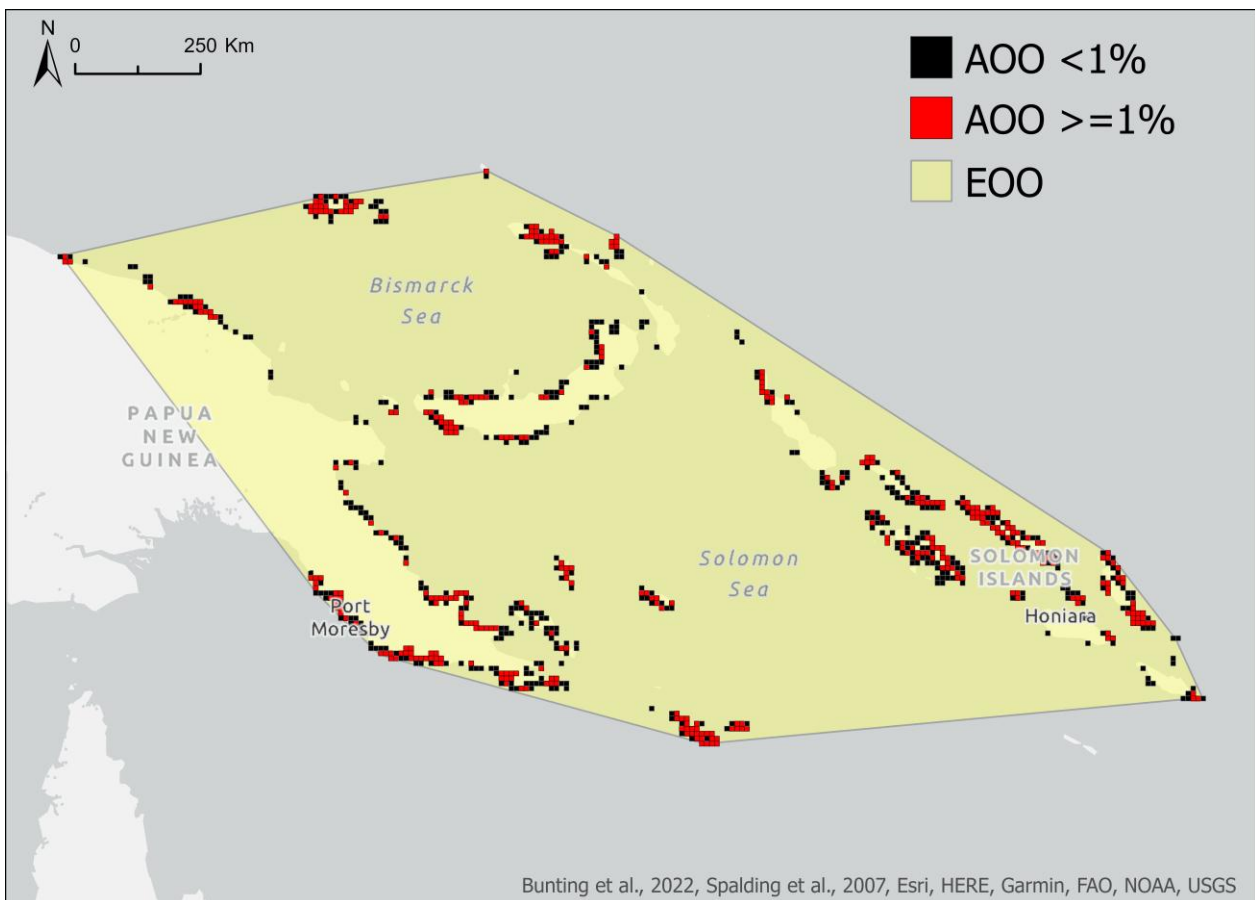 N
0 250 Km
AOO <1%
AOO >=1%
EOO
Bismarck
Sea
PAPUA
NEW
GUINEA
Solomon
Sea
SOLOMON
ISLANDS
Port
Moresby
Honiara
Bunting et al., 2022, Spalding et al., 2007, Esri, HERE, Garmin, FAO, NOAA, USGS